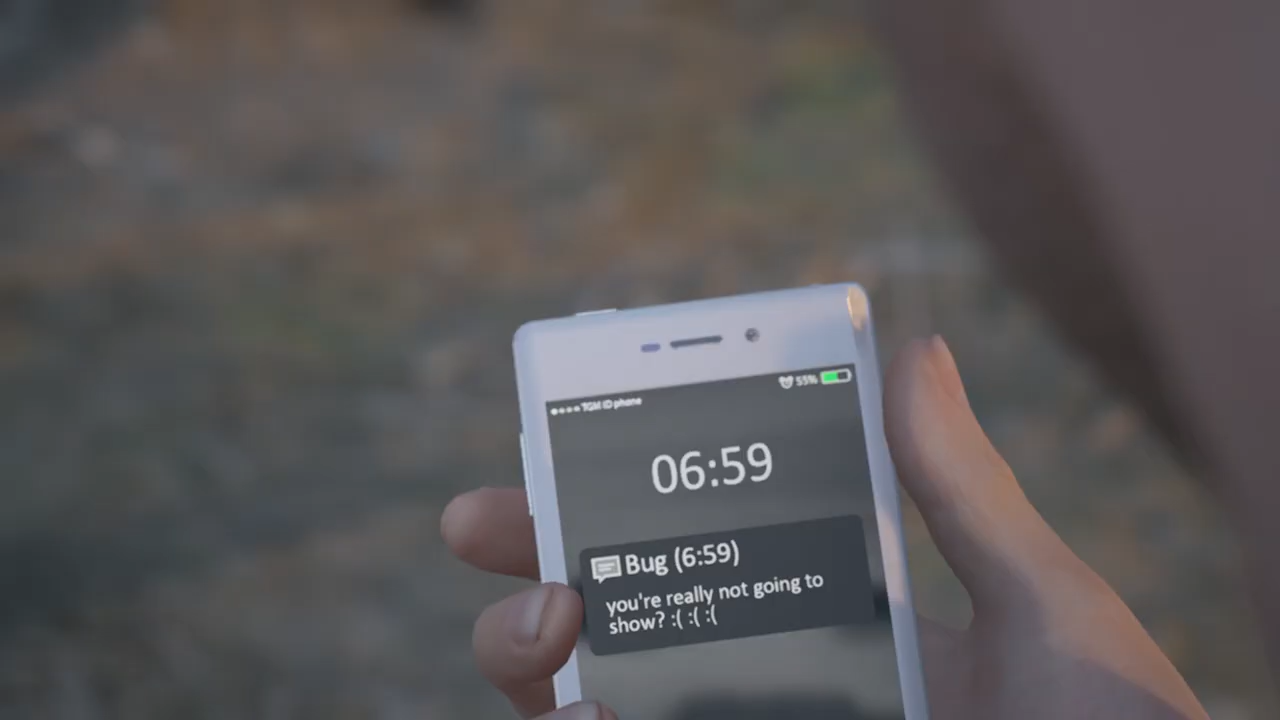 TGM ID phone 55%
06:59
Bug (6:59)
you're really not going to
show? :( :( :(